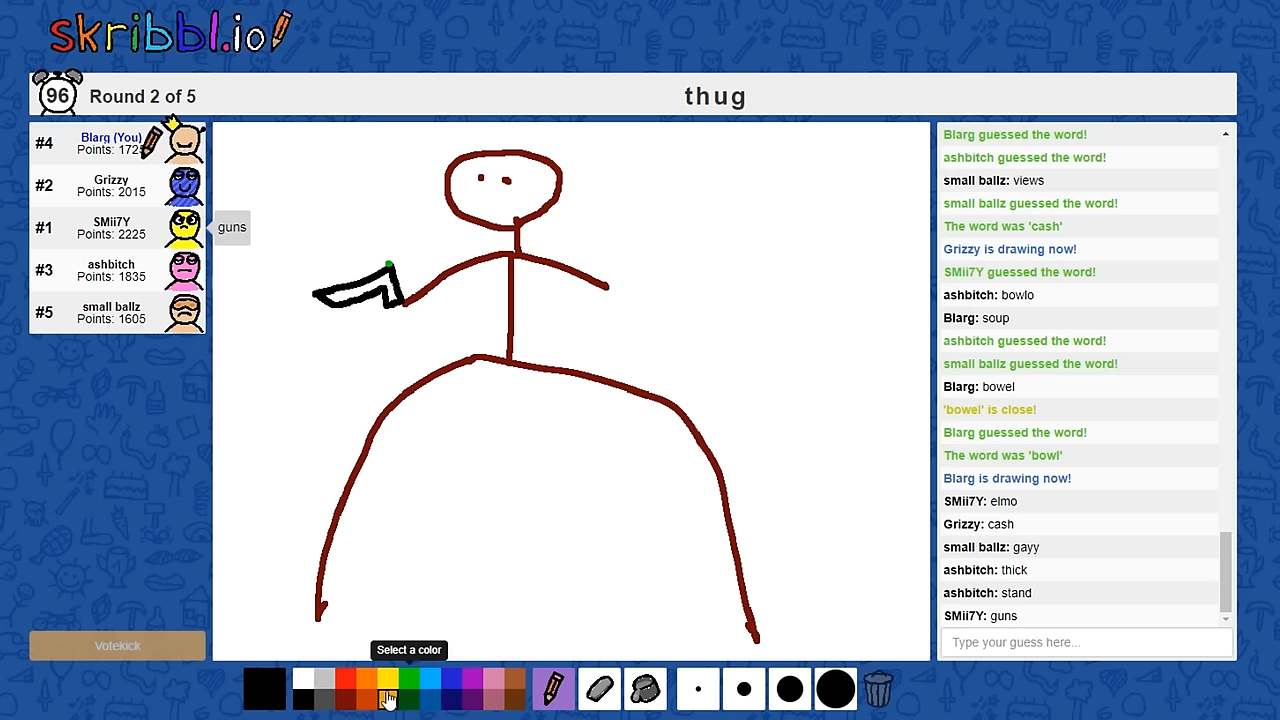 skribbl.io
96
Round 2 of 5
thug
#4
Blarg (You)
Points: 172
#2
Grizzy
Points: 2015
#1
SMii7Y
Points: 2225
guns
#3
ashbitch
Points: 1835
#5
small ballz
Points: 1605
Votekick
Select a color
Blarg guessed the word!
ashbitch guessed the word!
small ballz: views
small ballz guessed the word!
The word was 'cash'
Grizzy is drawing now!
SMii7Y guessed the word!
ashbitch: bowlo
Blarg: soup
ashbitch guessed the word!
small ballz guessed the word!
Blarg: bowel
'bowel' is close!
Blarg guessed the word!
The word was 'bowl'
Blarg is drawing now!
SMii7Y: elmo
Grizzy: cash
small ballz: gayy
ashbitch: thick
ashbitch: stand
SMii7Y: guns
Type your guess here...